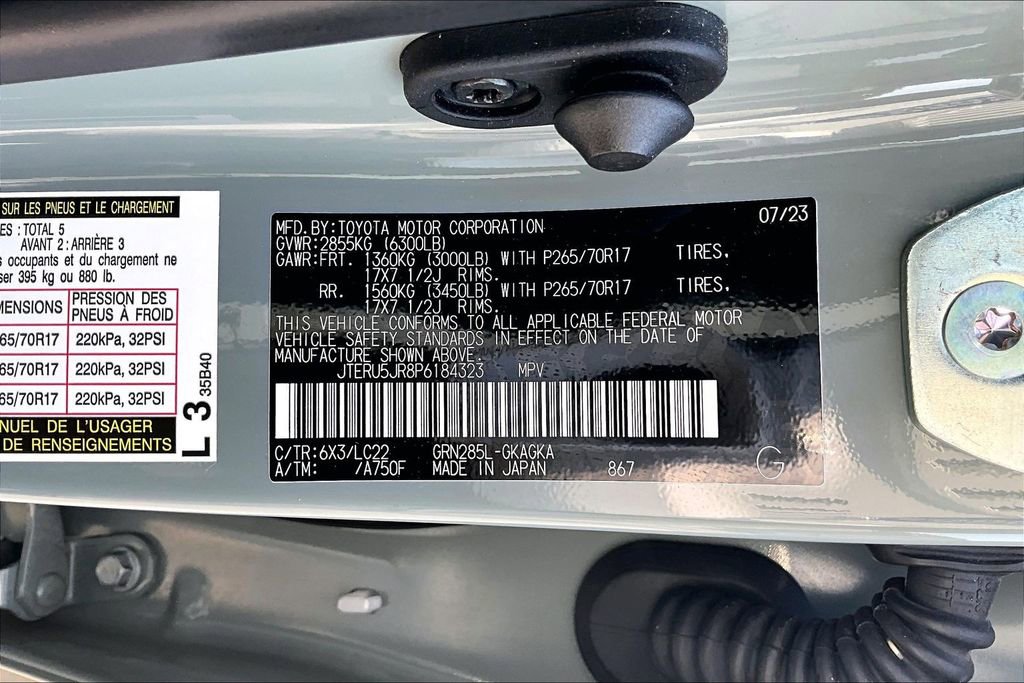 SUR LES PNEUS ET LE CHARGEMENT
ES : TOTAL 5
AVANT 2 : ARRIÈRE 3
occupants et du chargement ne
ser 395 kg ou 880 lb.
MENSIONS PRESSION DES PNEUS À FROID
65/70R17 220kPa, 32PSI
65/70R17 220kPa, 32PSI
65/70R17 220kPa, 32PSI
NUEL DE L'USAGER
DE RENSEIGNEMENTS
L 3 335B40
MFD. BY: TOYOTA MOTOR CORPORATION 07/23
GVWR: 2855KG (6300LB)
GAWR: FRT. 1360KG (3000LB) WITH P265/70R17 TIRES.
17X7 1/2J RIMS.
RR. 1560KG (3450LB) WITH P265/70R17 TIRES.
17X7 1/2J RIMS.
THIS VEHICLE CONFORMS TO ALL APPLICABLE FEDERAL MOTOR
VEHICLE SAFETY STANDARDS IN EFFECT ON THE DATE OF
MANUFACTURE SHOWN ABOVE.
JTERU5JR8P6184323 MPV
C/TR: 6X3/LC22 GRN285L-GKAGKA
A/TM: /A750F MADE IN JAPAN 867 G